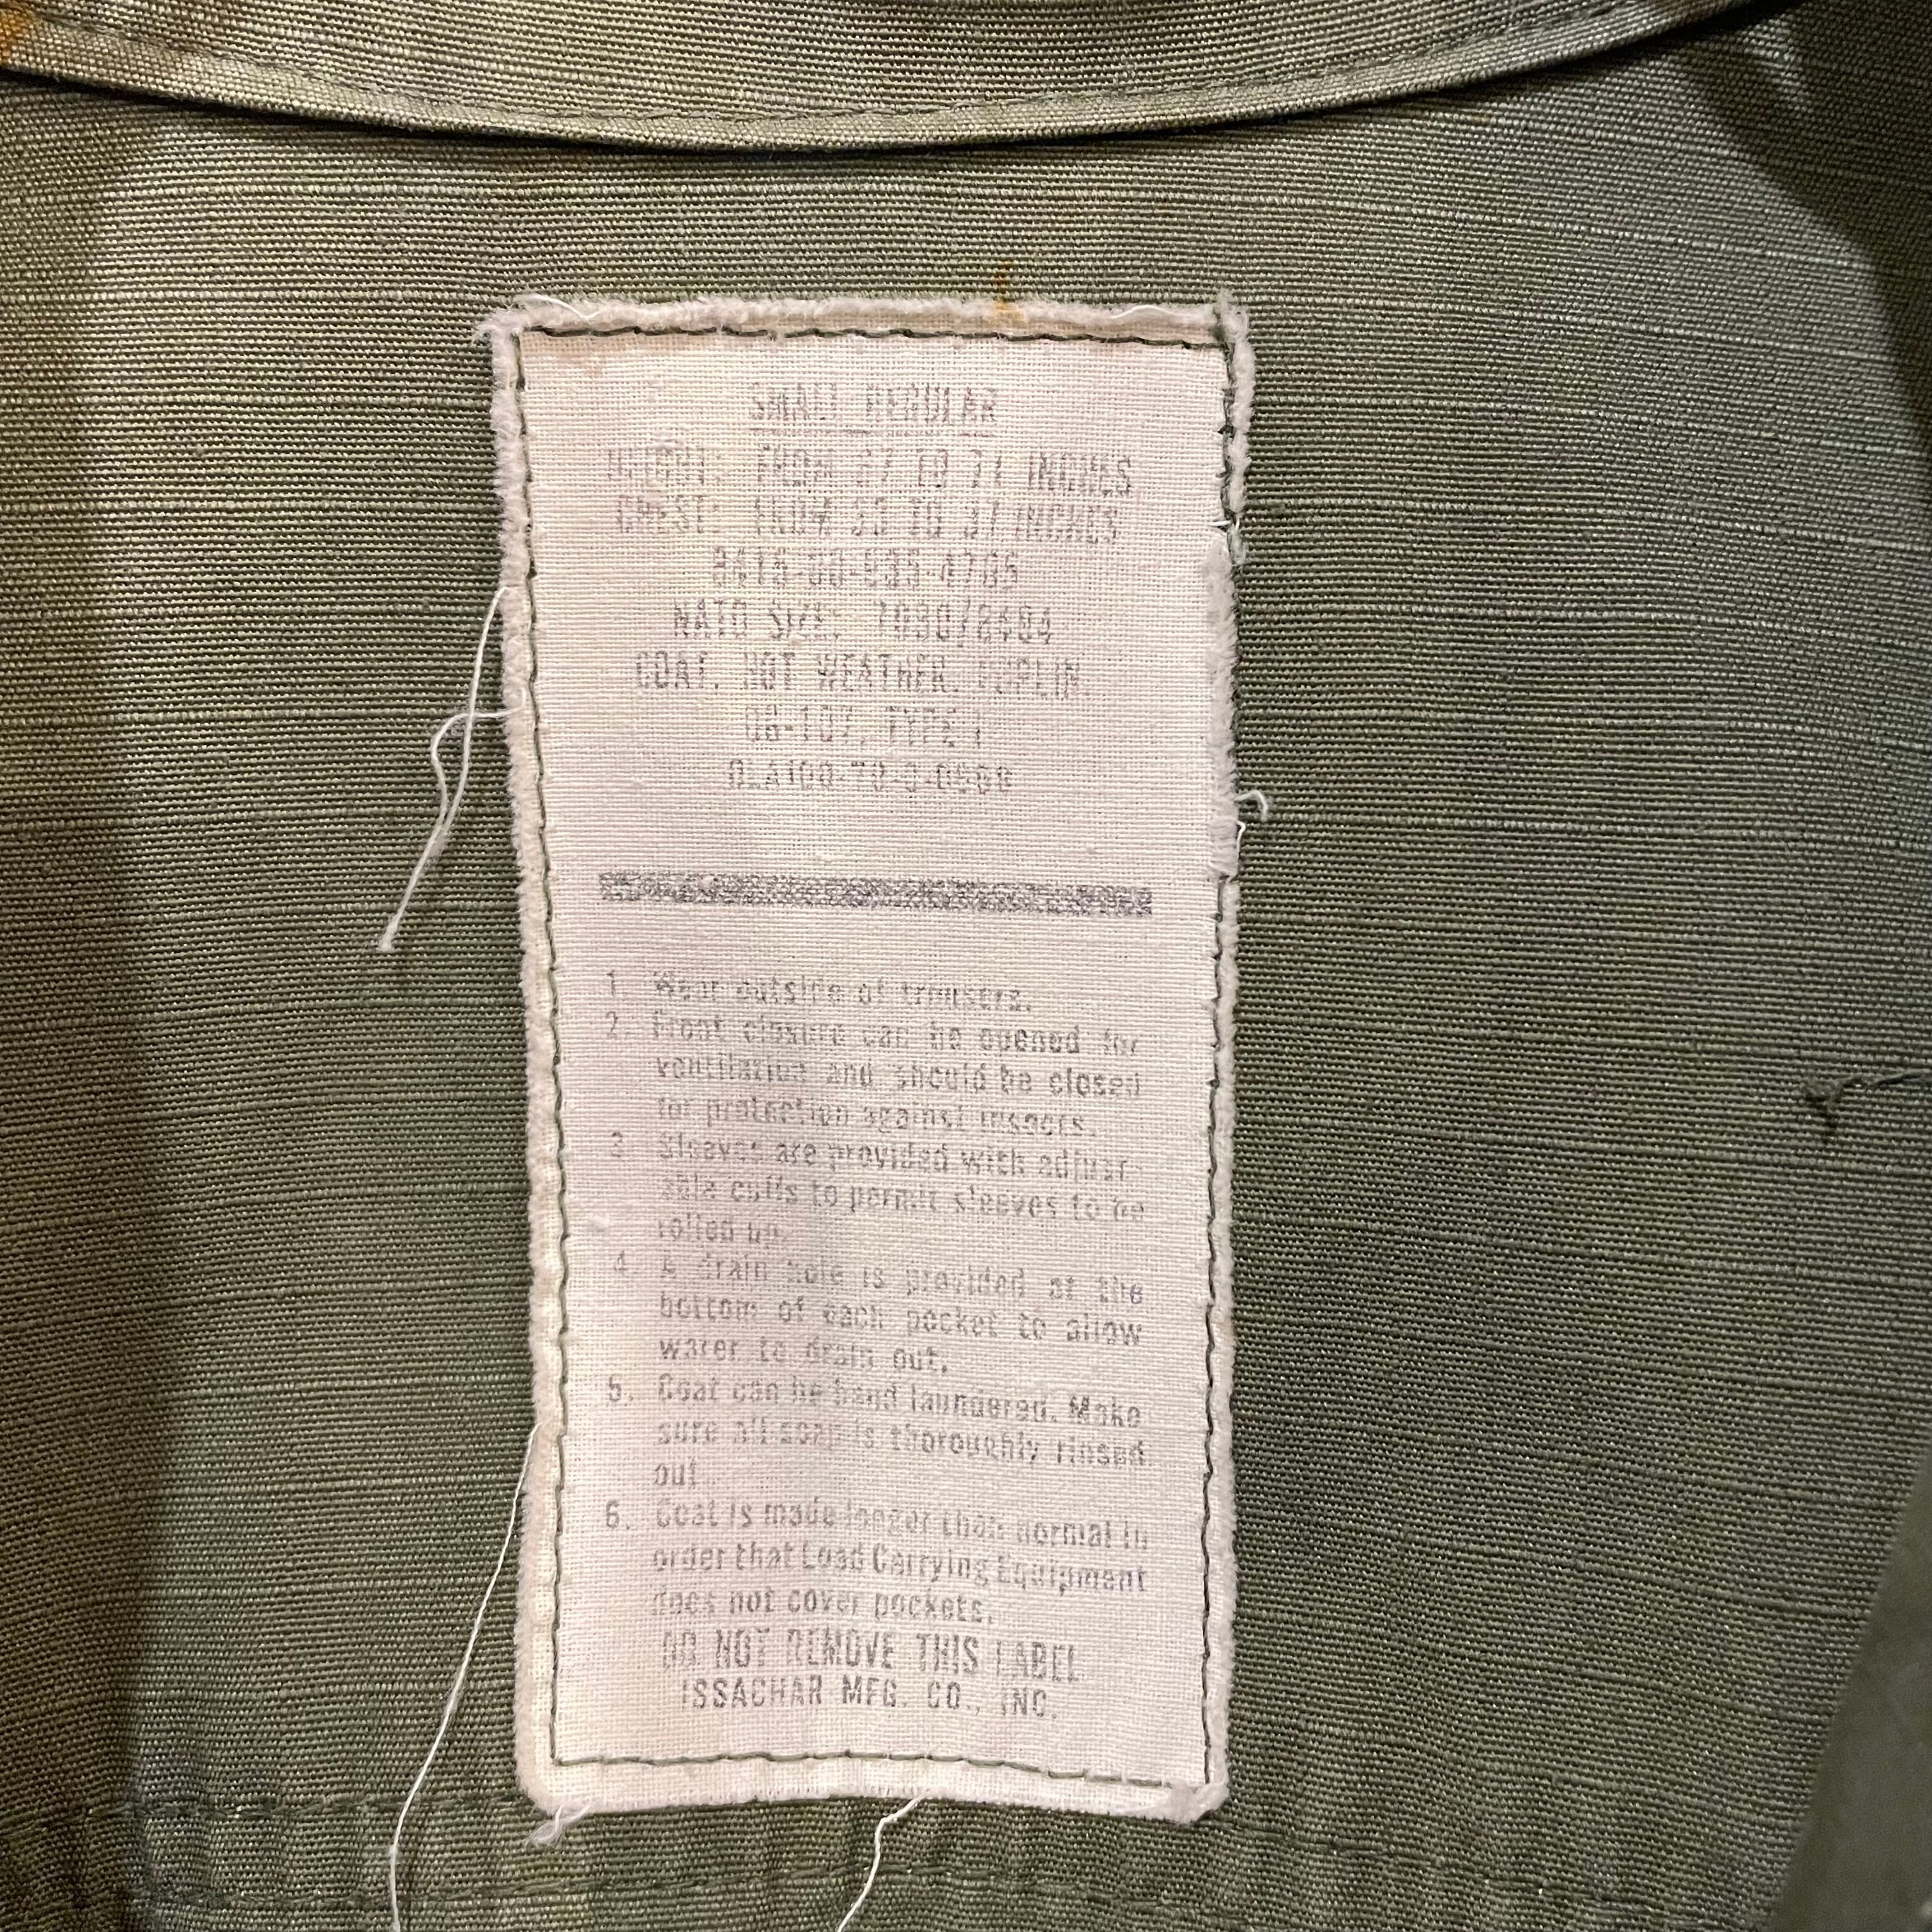 SMALL REGULAR
HEIGHT: FROM 67 TO 71 INCHES
CHEST: FROM 33 TO 37 INCHES
8415-00-935-4705
NATO SIZE: 7080/8494
COAT, HOT WEATHER, POPLIN,
OG-107, TYPE I
1. Wear outside of trousers.
2. Front closure can be opened for
ventilation and should be closed
for protection against insects.
3. Sleeves are provided with adjust-
able cuffs to permit sleeves to be
rolled up.
4. A drain hole is provided at the
bottom of each pocket to allow
water to drain out.
5. Coat can be hand laundered. Make
sure all soap is thoroughly rinsed
out.
6. Coat is made longer than normal in
order that Load Carrying Equipment
does not cover pockets.
DO NOT REMOVE THIS LABEL
ISSACHAR MFG. CO., INC.